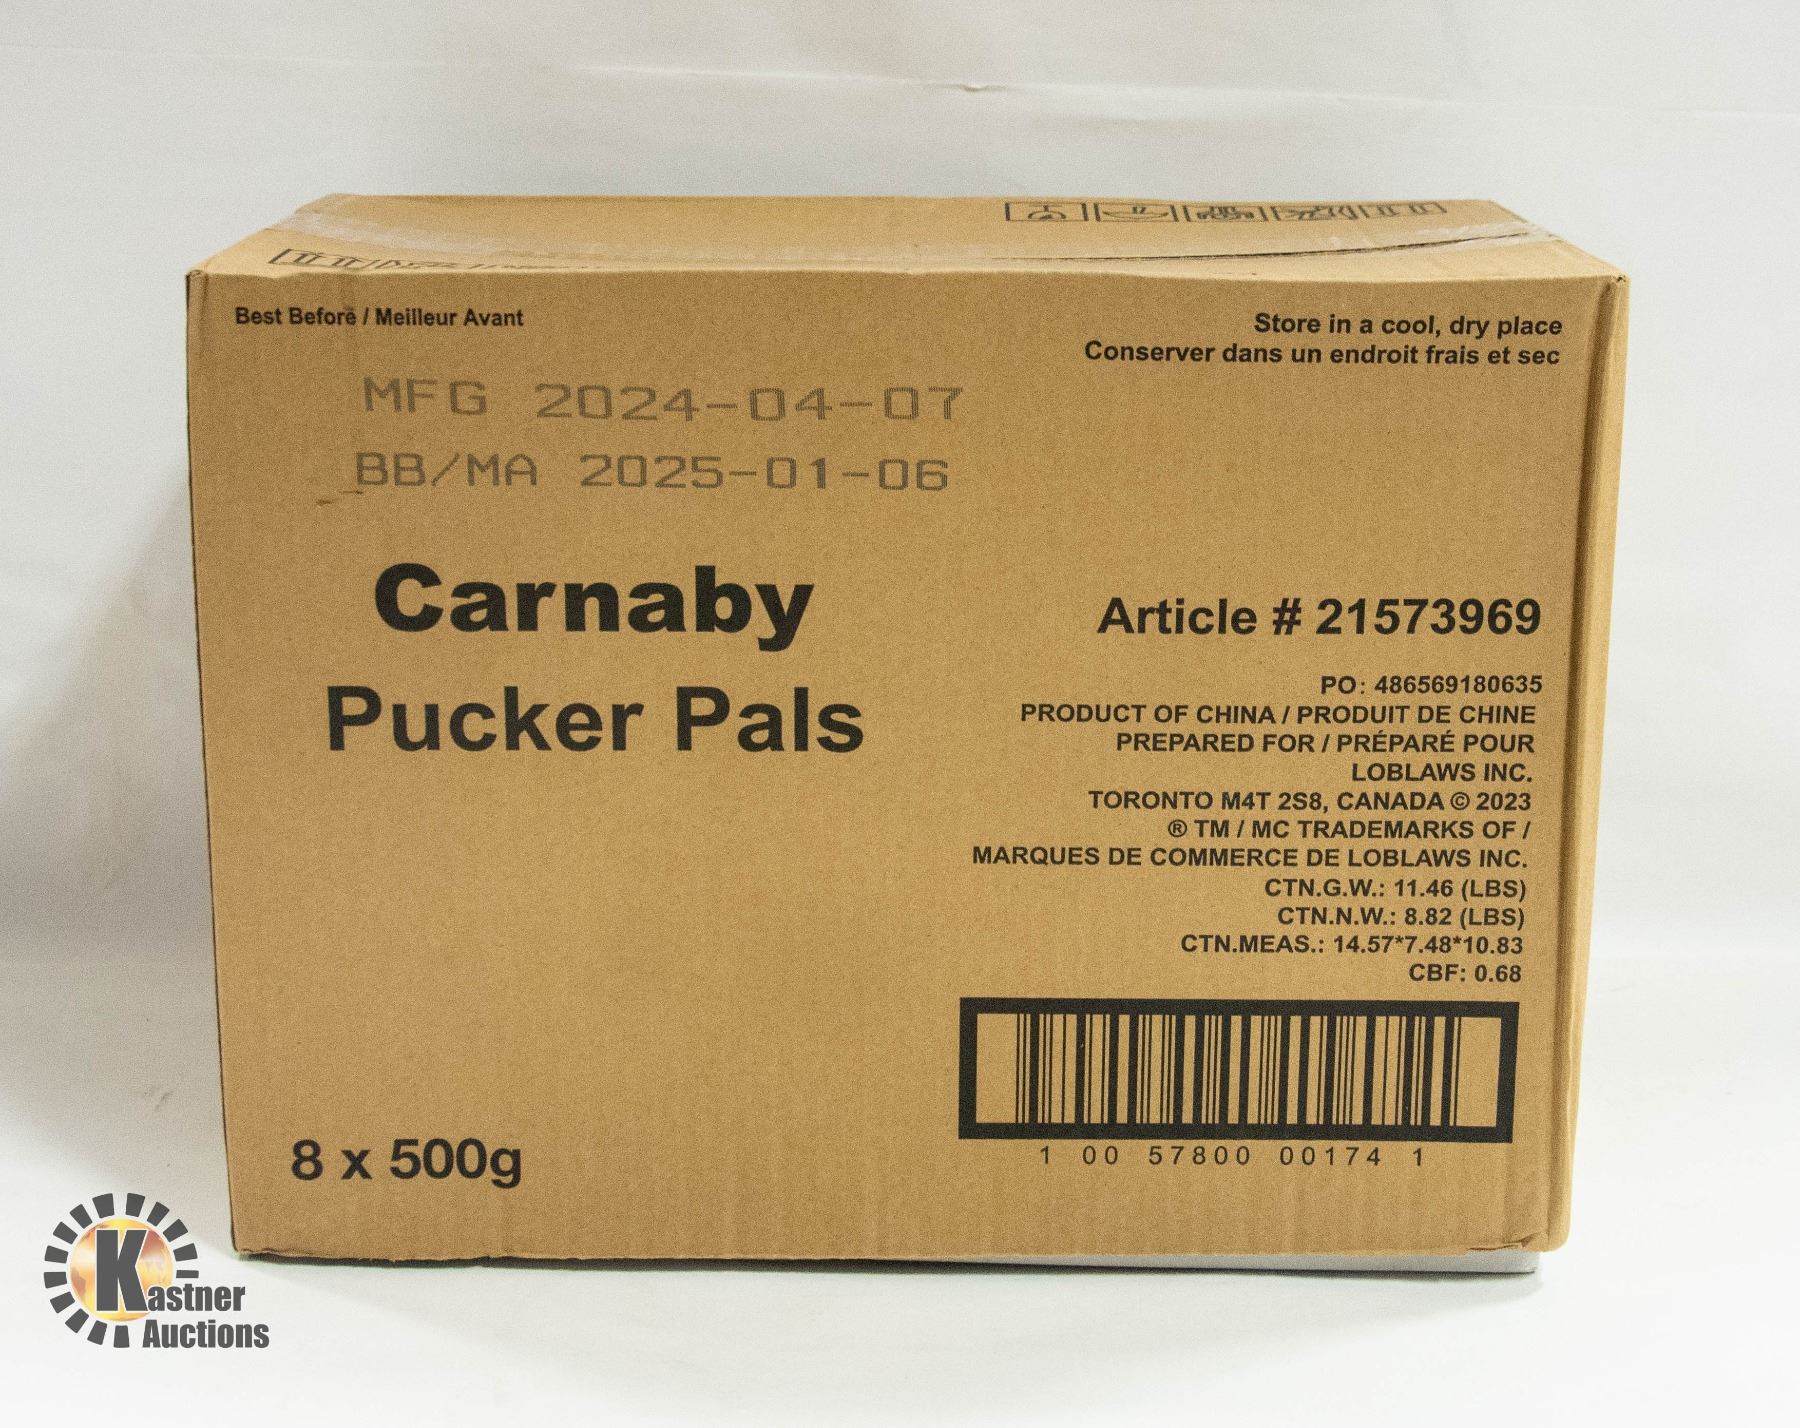 Best Before / Meilleur Avant
Store in a cool, dry place
Conserver dans un endroit frais et sec
MFG 2024-04-07
BB/MA 2025-01-06
Carnaby
Pucker Pals
Article # 21573969
PO: 486569180635
PRODUCT OF CHINA / PRODUIT DE CHINE
PREPARED FOR / PRÉPARÉ POUR
LOBLAWS INC.
TORONTO M4T 2S8, CANADA © 2023
® TM / MC TRADEMARKS OF /
MARQUES DE COMMERCE DE LOBLAWS INC.
CTN.G.W.: 11.46 (LBS)
CTN.N.W.: 8.82 (LBS)
CTN.MEAS.: 14.57*7.48*10.83
CBF: 0.68
1 00 57800 00174 1
8 x 500g
Kastner
Auctions